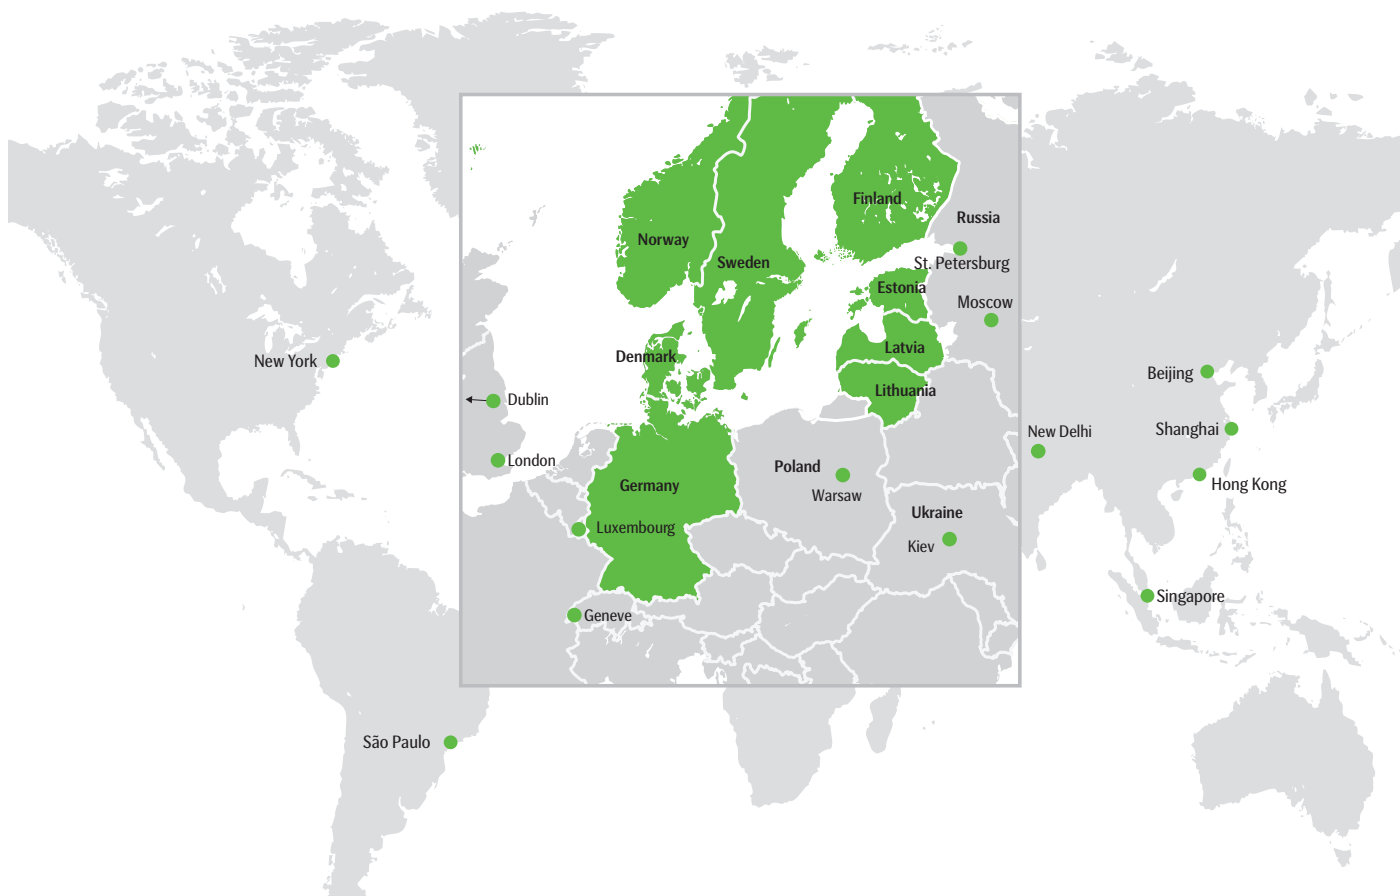 Finland
Russia
Norway
Sweden
St. Petersburg
Estonia
Moscow
Latvia
Denmark
New York
Beijing
Lithuania
Dublin
Shanghai
New Delhi
London
Poland
Germany
Hong Kong
Warsaw
Ukraine
Luxembourg
Kiev
Singapore
Geneve
São Paulo